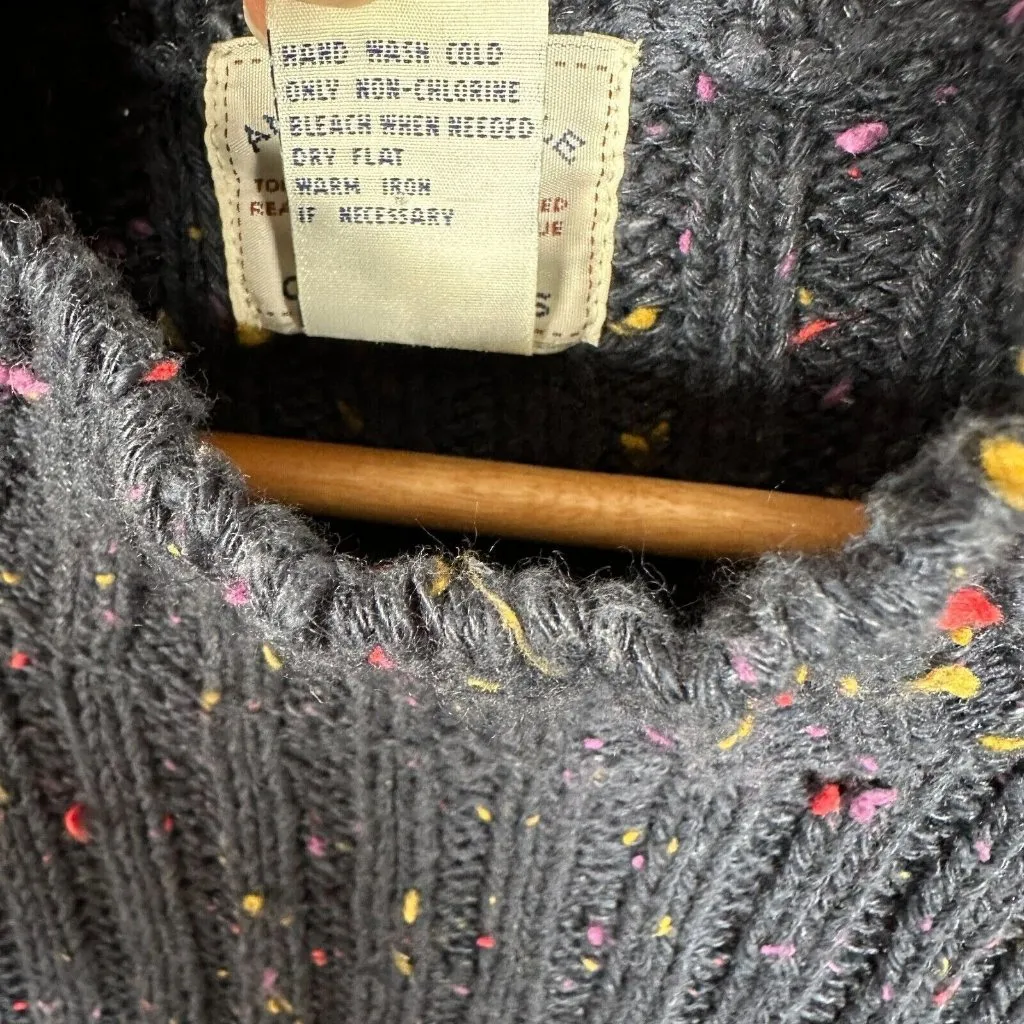 HAND WASH COLD
ONLY NON-CHLORINE
BLEACH WHEN NEEDED
DRY FLAT
WARM IRON
IF NECESSARY